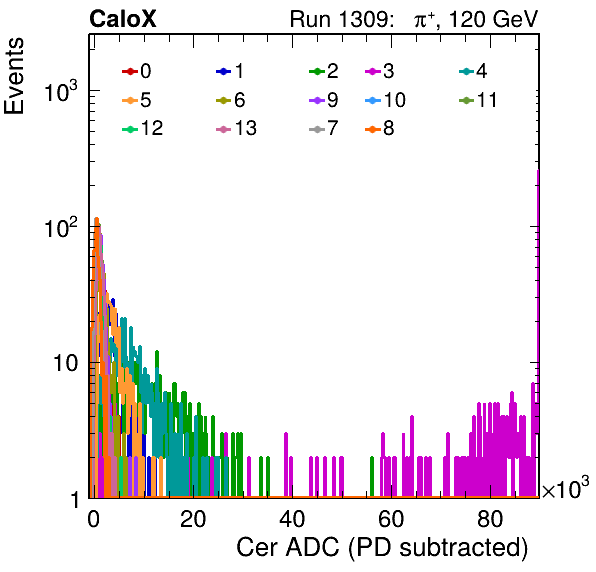 CaloX Run 1309: π⁺, 120 GeV
Events
0 1 2 3 4
5 6 9 10 11
12 13 7 8
10³
10²
10
1
0 20 40 60 80 ×10³
Cer ADC (PD subtracted)